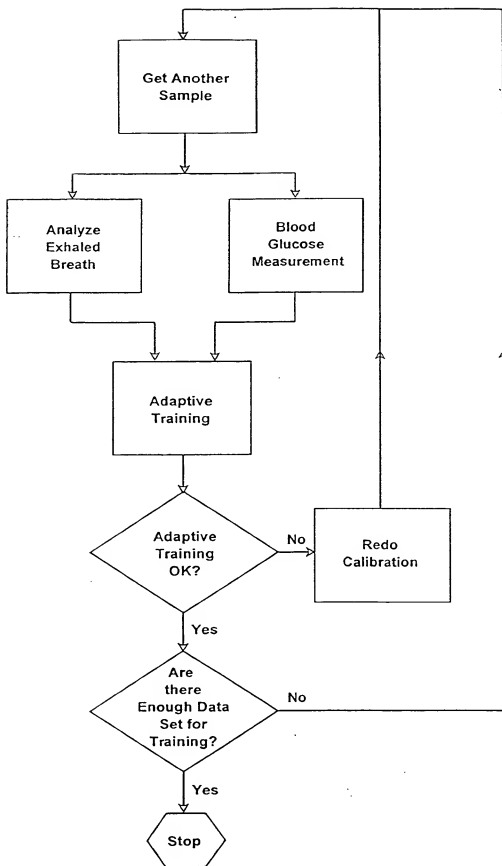 Get Another
Sample
Analyze
Exhaled
Breath
Blood
Glucose
Measurement
Adaptive
Training
Adaptive
Training
OK?
No
Redo
Calibration
Yes
Are
there
Enough Data
Set for
Training?
No
Yes
Stop